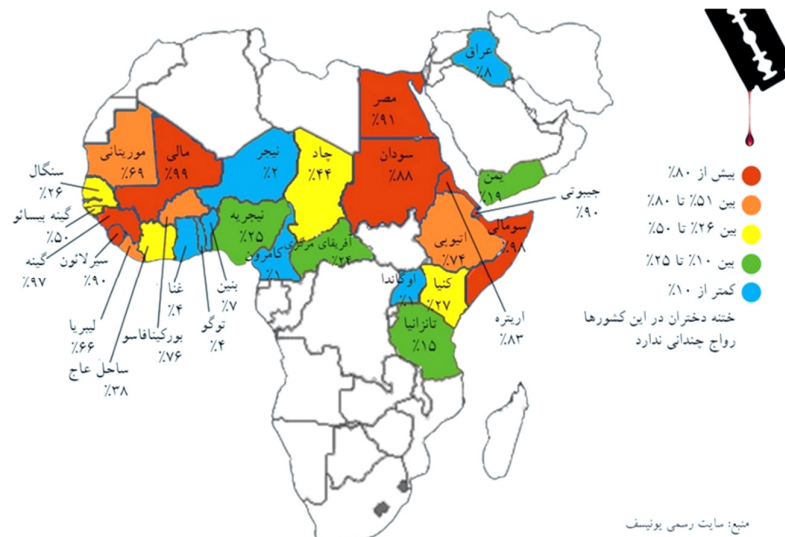 عراق
٪۸
مصر
٪۹۱
یمن
٪۱۹
جیبوتی
٪۹۰
موریتانی
٪۶۹
مالی
٪۹۹
نیجر
٪۲
چاد
٪۴۴
سودان
٪۸۸
سنگال
٪۲۶
گینه بیسائو
٪۵۰
گینه
٪۹۷
سیرلائون
٪۹۰
لیبریا
٪۶۶
ساحل عاج
٪۳۸
بورکینافاسو
٪۷۶
غنا
٪۴
توگو
٪۴
بنین
٪۷
نیجریه
٪۲۵
کامرون
٪۱
آفریقای مرکزی
٪۲۴
اتیوپی
٪۷۴
سومالی
٪۹۸
اوگاندا
٪۱
کنیا
٪۲۷
تانزانیا
٪۱۵
اریتره
٪۸۳
بیش از ۸۰٪
بین ۵۱٪ تا ۸۰٪
بین ۲۶٪ تا ۵۰٪
بین ۱۰٪ تا ۲۵٪
کمتر از ۱۰٪
ختنه دختران در این کشورها
رواج چندانی ندارد
منبع: سایت رسمی یونیسف